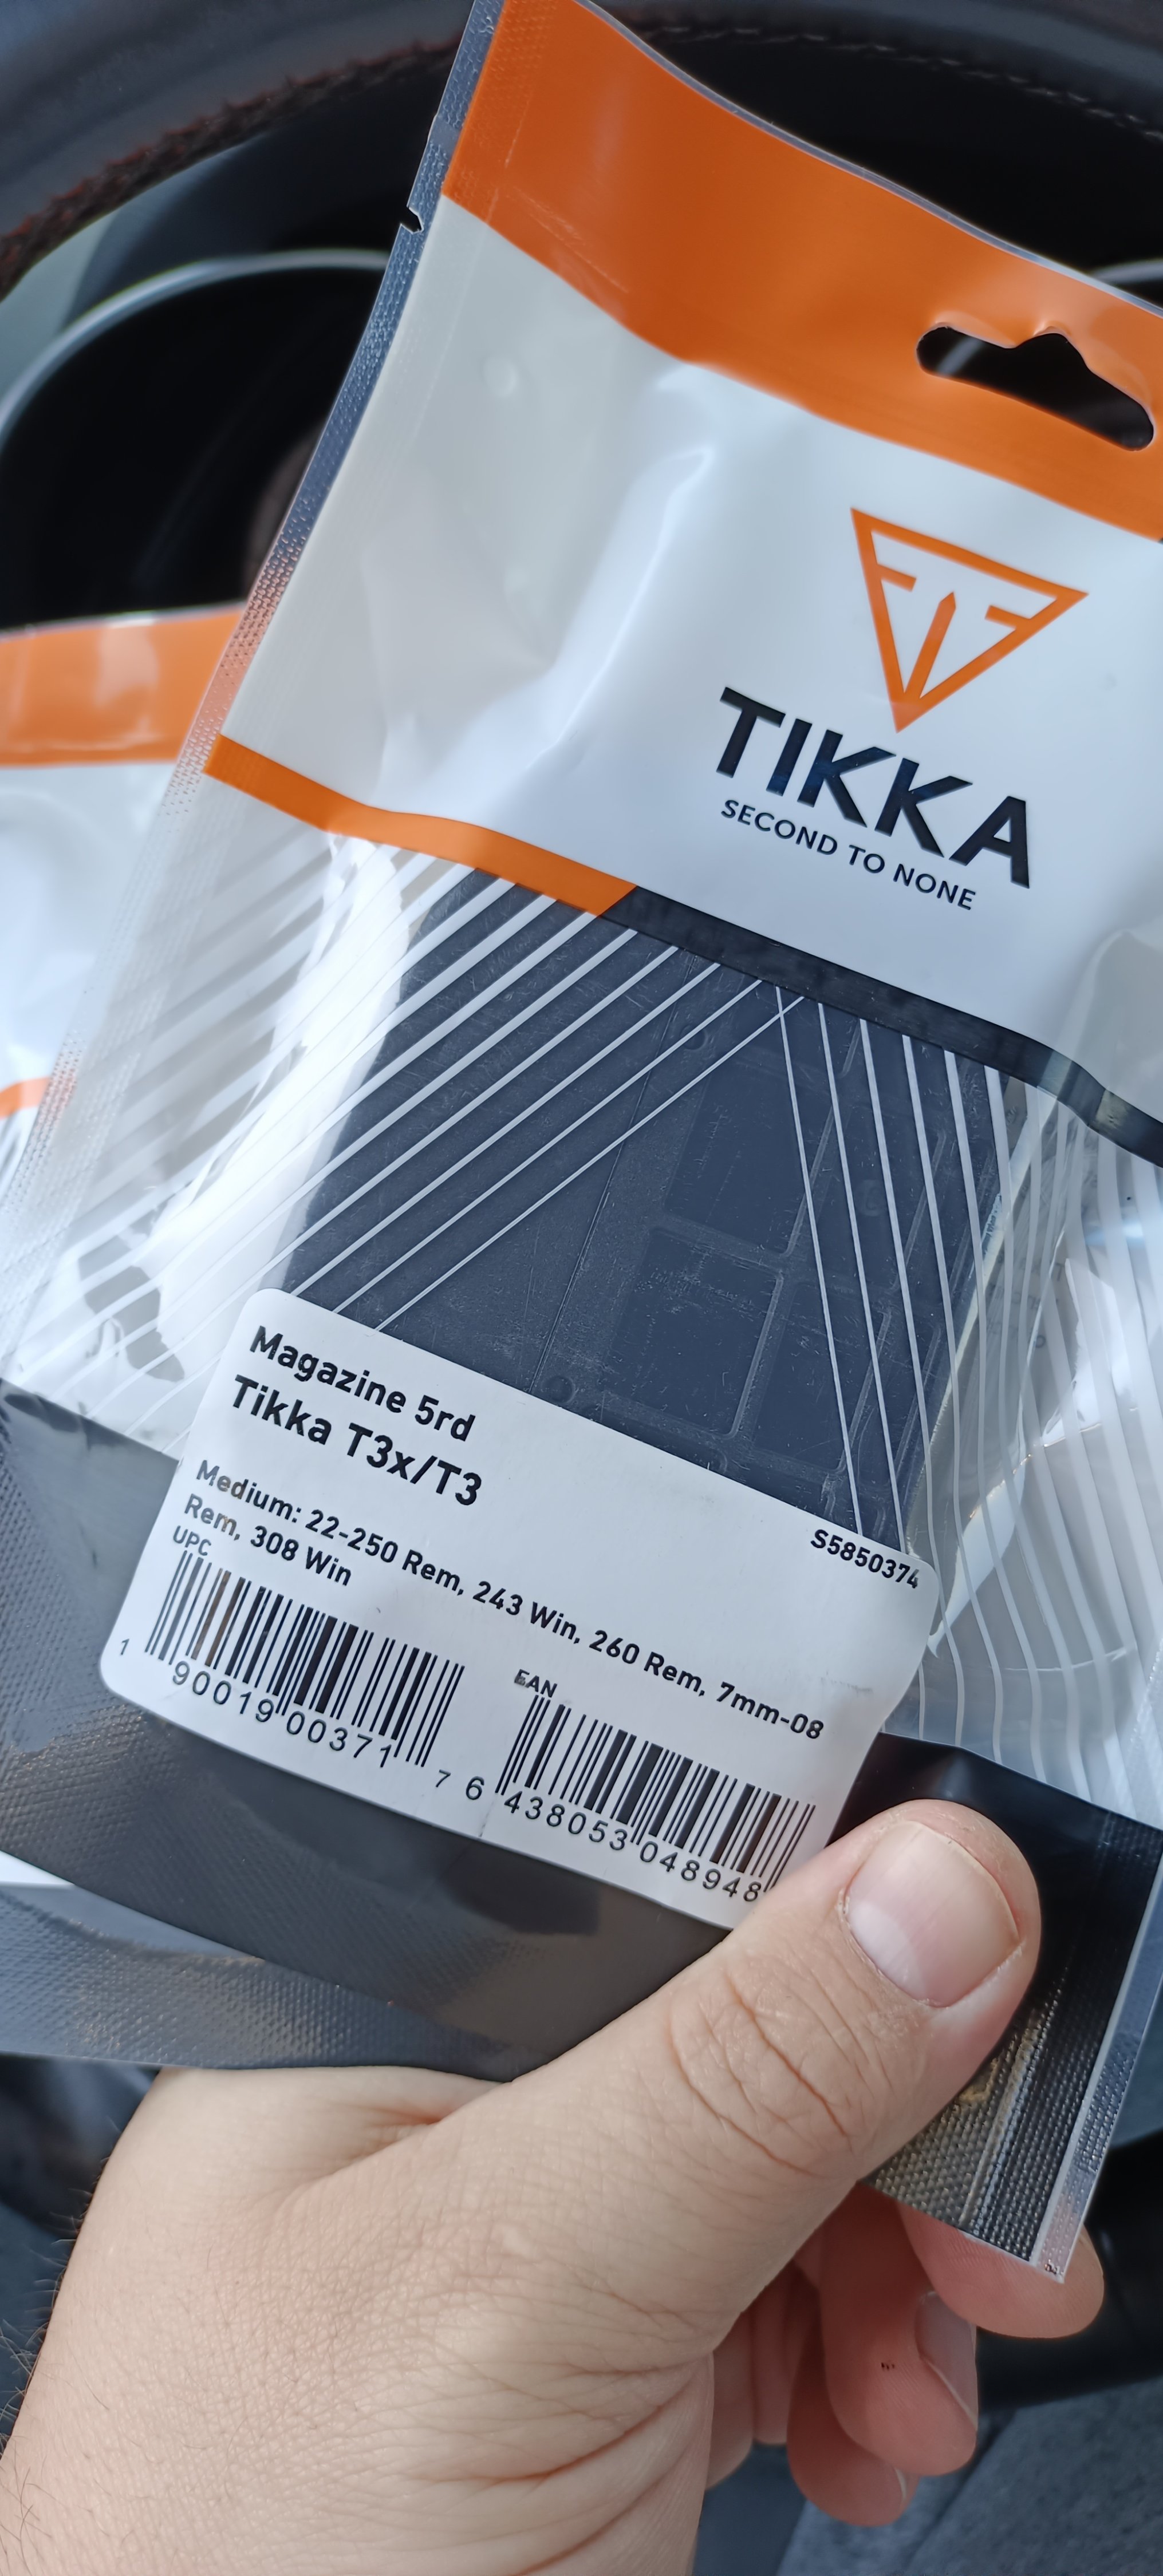 TIKKA
SECOND TO NONE
Magazine 5rd
Tikka T3x/T3
S5850374
Medium: 22-250 Rem, 243 Win, 260 Rem, 7mm-08
Rem, 308 Win
UPC
1 90019 00371 7
EAN
6 438053 048948